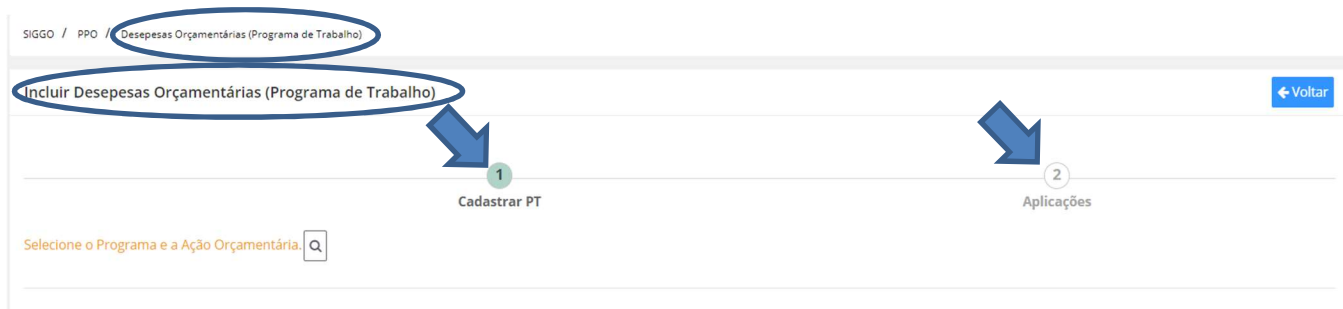 SIGGO / PPO / Desepesas Orçamentárias (Programa de Trabalho)
Incluir Desepesas Orçamentárias (Programa de Trabalho)
Voltar
1
2
Cadastrar PT
Aplicações
Selecione o Programa e a Ação Orçamentária.